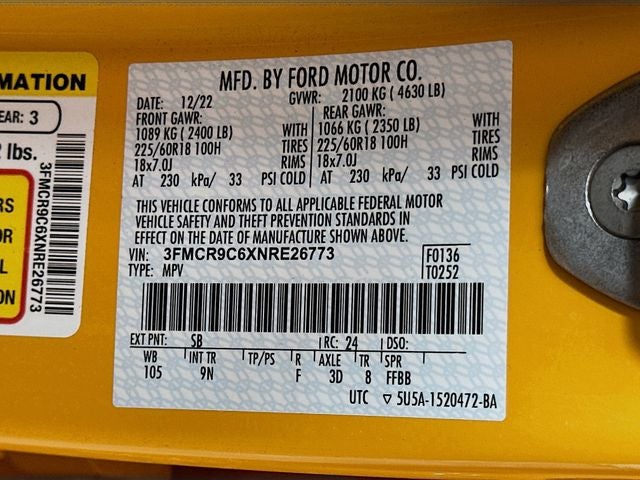 MATION
EAR: 3
lbs.
RS
OR
L
ON
3FMCR9C6XNRE26773
MFD. BY FORD MOTOR CO.
DATE: 12/22 GVWR: 2100 KG ( 4630 LB)
FRONT GAWR: REAR GAWR:
1089 KG ( 2400 LB) WITH 1066 KG ( 2350 LB) WITH
225/60R18 100H TIRES 225/60R18 100H TIRES
18x7.0J RIMS 18x7.0J RIMS
AT 230 kPa/ 33 PSI COLD AT 230 kPa/ 33 PSI COLD
THIS VEHICLE CONFORMS TO ALL APPLICABLE FEDERAL MOTOR
VEHICLE SAFETY AND THEFT PREVENTION STANDARDS IN
EFFECT ON THE DATE OF MANUFACTURE SHOWN ABOVE.
VIN: 3FMCR9C6XNRE26773 F0136
TYPE: MPV T0252
EXT PNT: SB RC: 24 DSO:
WB INT TR TP/PS R AXLE TR SPR
105 9N F 3D 8 FFBB
UTC ▽ 5U5A-1520472-BA